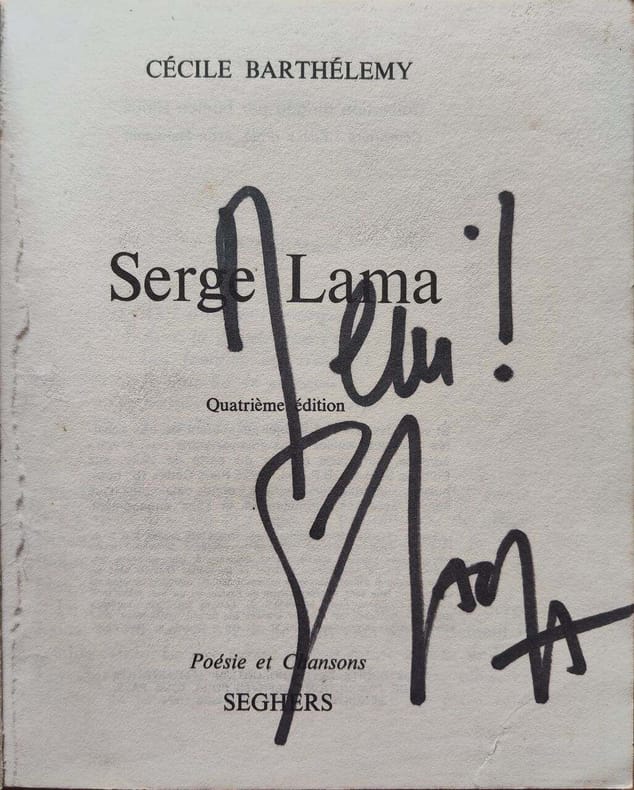 CÉCILE BARTHÉLEMY
Serge Lama
Quatrième édition
Poésie et Chansons
SEGHERS